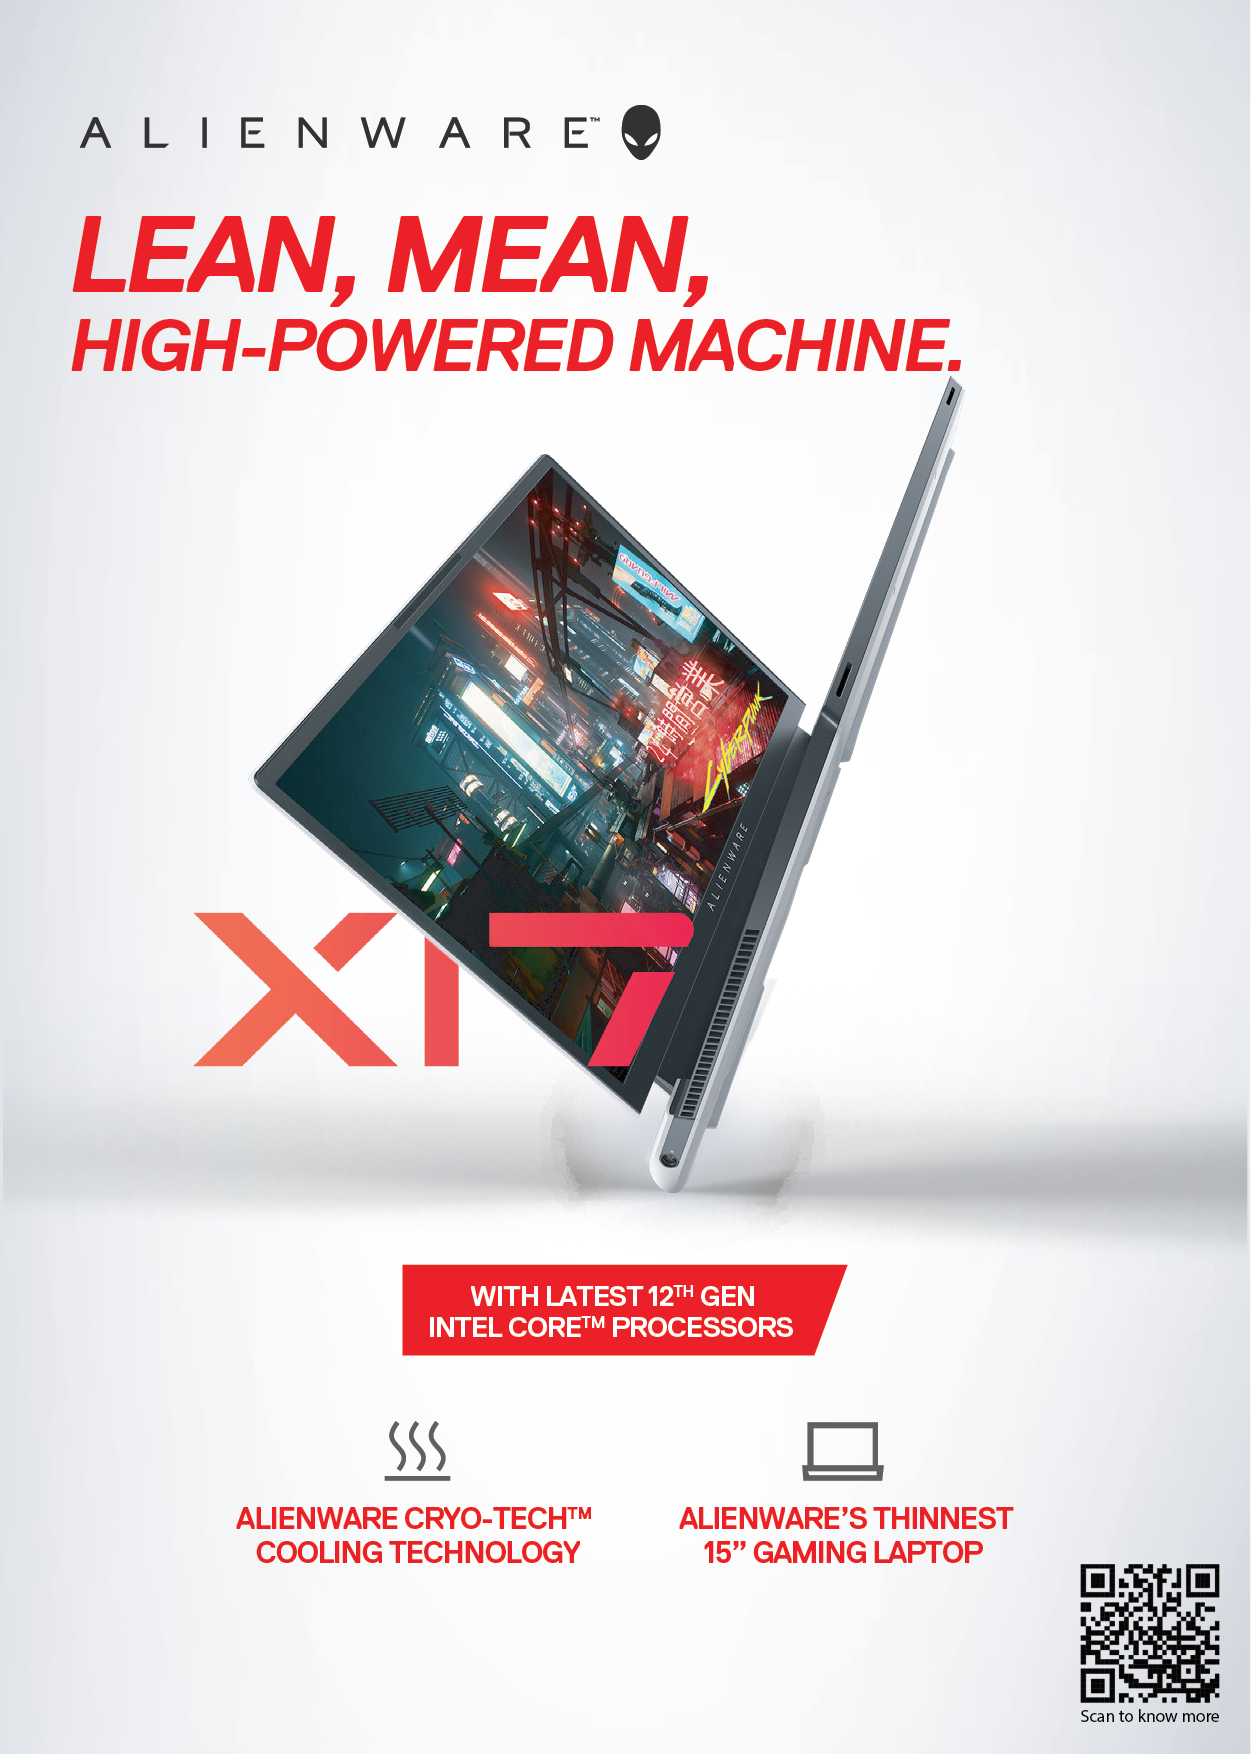 ALIENWARE™
LEAN, MEAN,
HIGH-POWERED MACHINE.
CYBERPUNK
ALIENWARE
X17
WITH LATEST 12TH GEN
INTEL CORE™ PROCESSORS
ALIENWARE CRYO-TECH™
COOLING TECHNOLOGY
ALIENWARE’S THINNEST
15” GAMING LAPTOP
Scan to know more